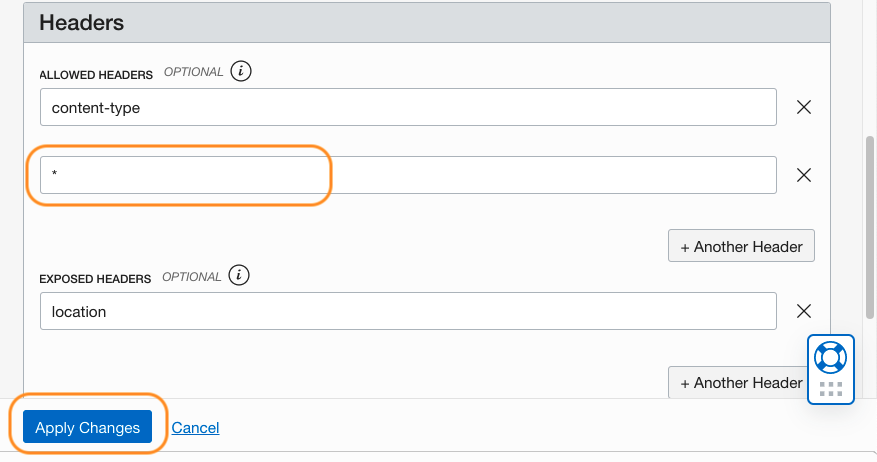 Headers
ALLOWED HEADERS OPTIONAL i
content-type
*
+ Another Header
EXPOSED HEADERS OPTIONAL i
location
+ Another Header
Apply Changes Cancel